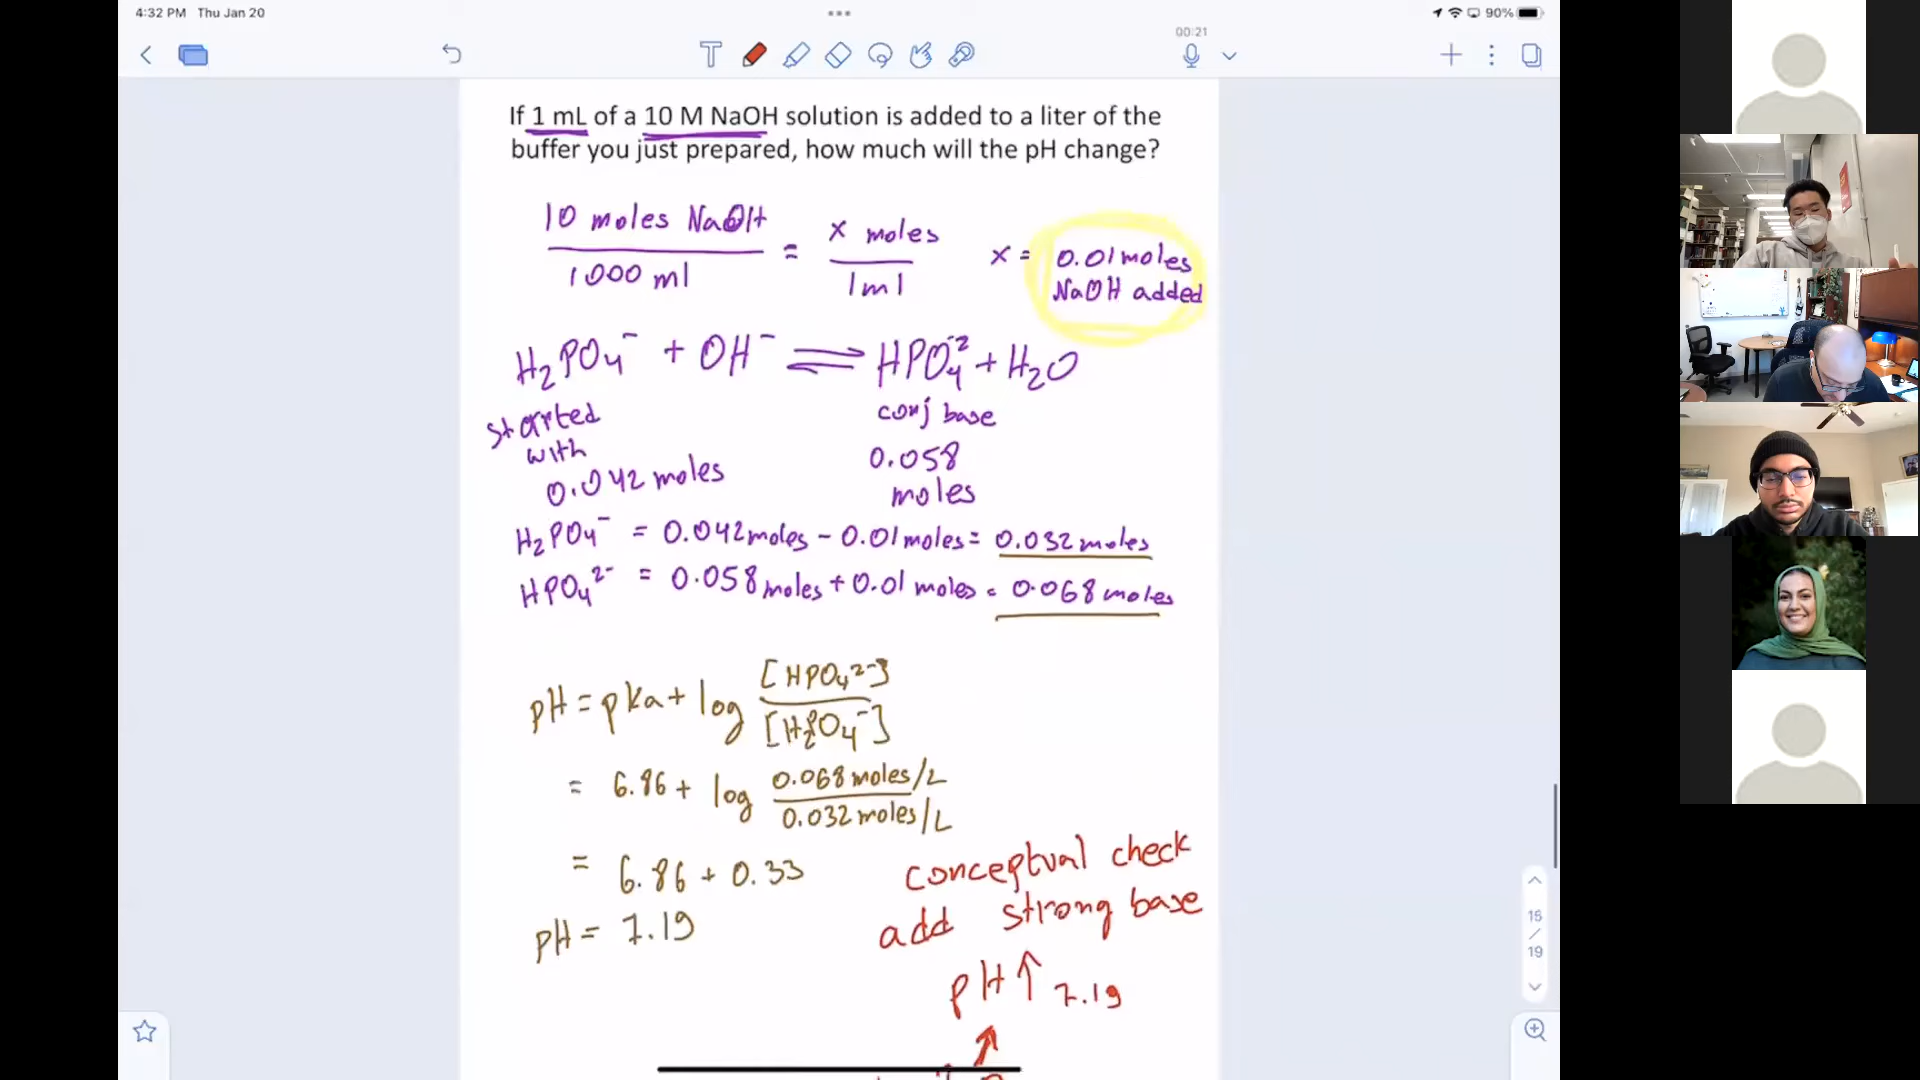 4:32 PM Thu Jan 20
90%
00:21
If 1 mL of a 10 M NaOH solution is added to a liter of the
buffer you just prepared, how much will the pH change?
10 moles NaOH / 1000 ml = x moles / 1 ml x = 0.01 moles
NaOH added
H₂PO₄⁻ + OH⁻ ⇌ HPO₄⁻² + H₂O
started
with
0.042 moles
conj base
0.058
moles
H₂PO₄⁻ = 0.042 moles - 0.01 moles = 0.032 moles
HPO₄²⁻ = 0.058 moles + 0.01 moles = 0.068 moles
pH = pka + log [HPO₄²⁻] / [H₂PO₄⁻]
= 6.86 + log 0.068 moles/L / 0.032 moles/L
= 6.86 + 0.33
pH = 7.19
conceptual check
add strong base
pH ↑ 7.19
↑
15
/
19